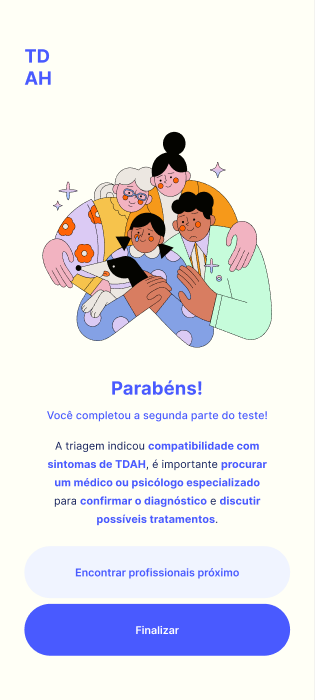 TD
AH
Parabéns!
Você completou a segunda parte do teste!
A triagem indicou compatibilidade com
sintomas de TDAH, é importante procurar
um médico ou psicólogo especializado
para confirmar o diagnóstico e discutir
possíveis tratamentos.
Encontrar profissionais próximo
Finalizar